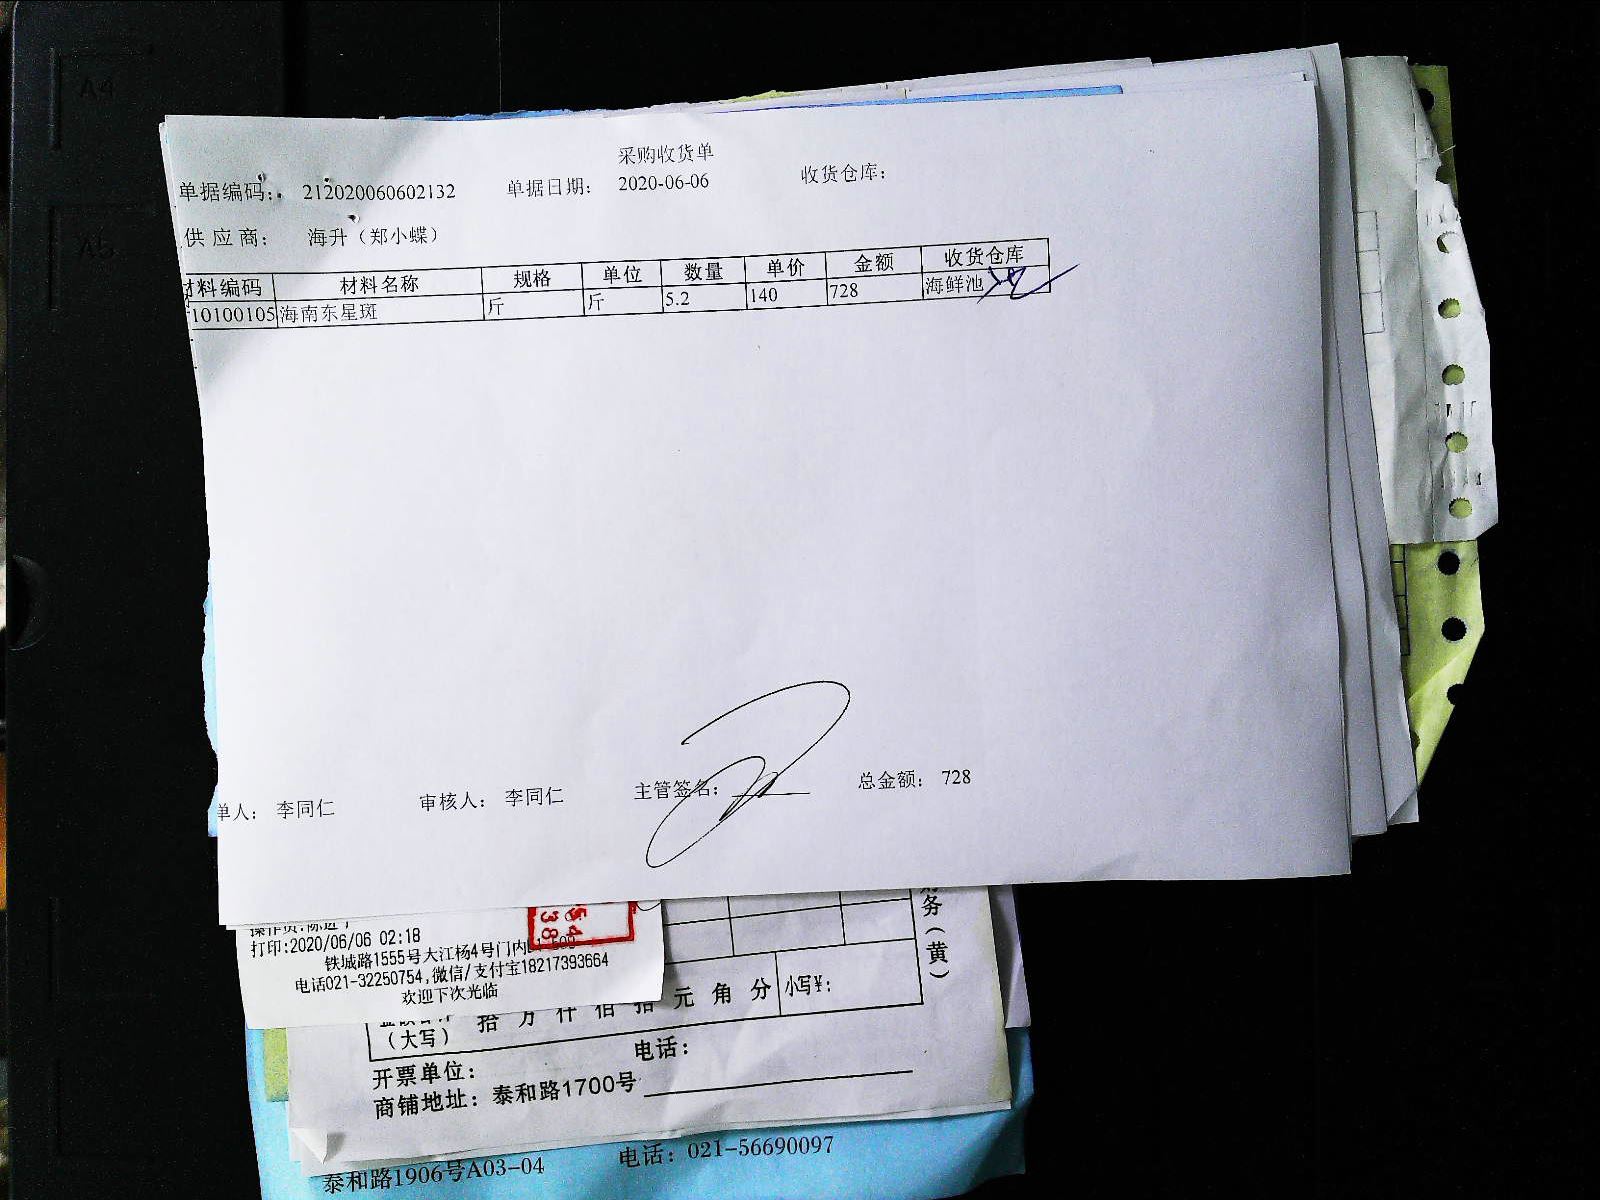 A4
A5
采购收货单
单据编码： 212020060602132 单据日期： 2020-06-06 收货仓库：
供应商： 海升（郑小蝶）
材料编码 材料名称 规格 单位 数量 单价 金额 收货仓库
10100105 海南东星斑 斤 斤 5.2 140 728 海鲜池
单人： 李同仁 审核人： 李同仁 主管签名： 总金额： 728
打印:2020/06/06 02:18
铁城路1555号大江杨4号门内
电话021-32250754,微信/支付宝18217393664
欢迎下次光临
务（黄）
拾 万 仟 佰 拾 元 角 分 小写¥:
（大写）
开票单位： 电话：
商铺地址：泰和路1700号
泰和路1906号A03-04 电话：021-56690097